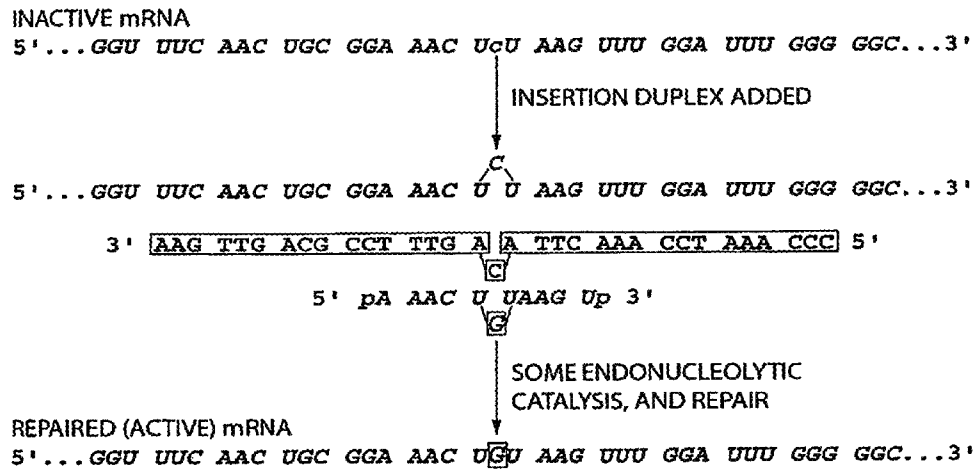 INACTIVE mRNA
5'...GGU UUC AAC UGC GGA AAC UcU AAG UUU GGA UUU GGG GGC...3'
INSERTION DUPLEX ADDED
C
5'...GGU UUC AAC UGC GGA AAC U U AAG UUU GGA UUU GGG GGC...3'
3' AAG TTG ACG CCT TTG A A TTC AAA CCT AAA CCC 5'
C
5' pA AAC U UAAG Up 3'
G
SOME ENDONUCLEOLYTIC
CATALYSIS, AND REPAIR
REPAIRED (ACTIVE) mRNA
5'...GGU UUC AAC UGC GGA AAC UGU AAG UUU GGA UUU GGG GGC...3'